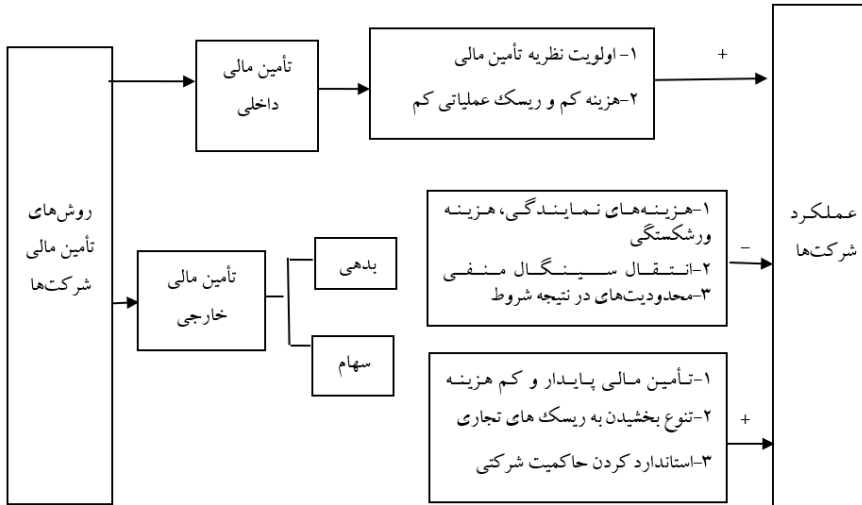 روش‌های
تأمین مالی
شرکت‌ها
تأمین مالی
داخلی
۱- اولویت نظریه تأمین مالی
۲-هزینه کم و ریسک عملیاتی کم
+
تأمین مالی
خارجی
بدهی
سهام
۱-هزینه‌های نمایندگی، هزینه
ورشکستگی
۲-انتقال سینگال منفی
۳-محدودیت‌های در نتیجه شروط
−
۱-تأمین مالی پایدار و کم هزینه
۲-تنوع بخشیدن به ریسک های تجاری
۳-استاندارد کردن حاکمیت شرکتی
+
عملکرد
شرکت‌ها